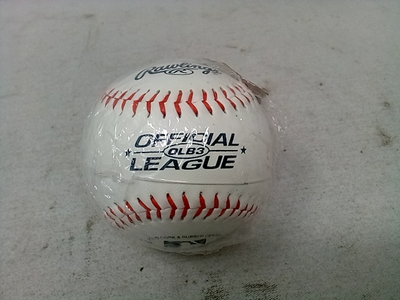 Rawlings
R
OFFICIAL
OLB3
LEAGUE